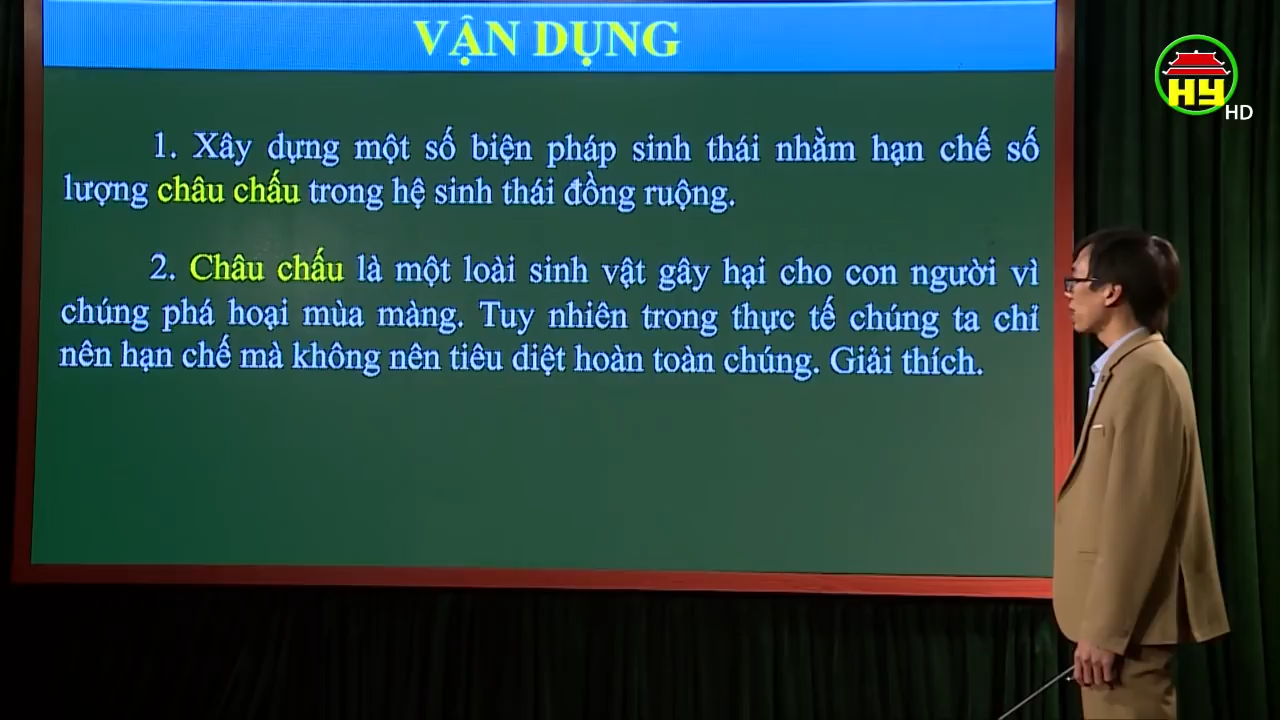 VẬN DỤNG
HY
HD
1. Xây dựng một số biện pháp sinh thái nhằm hạn chế số
lượng châu chấu trong hệ sinh thái đồng ruộng.
2. Châu chấu là một loài sinh vật gây hại cho con người vì
chúng phá hoại mùa màng. Tuy nhiên trong thực tế chúng ta chỉ
nên hạn chế mà không nên tiêu diệt hoàn toàn chúng. Giải thích.